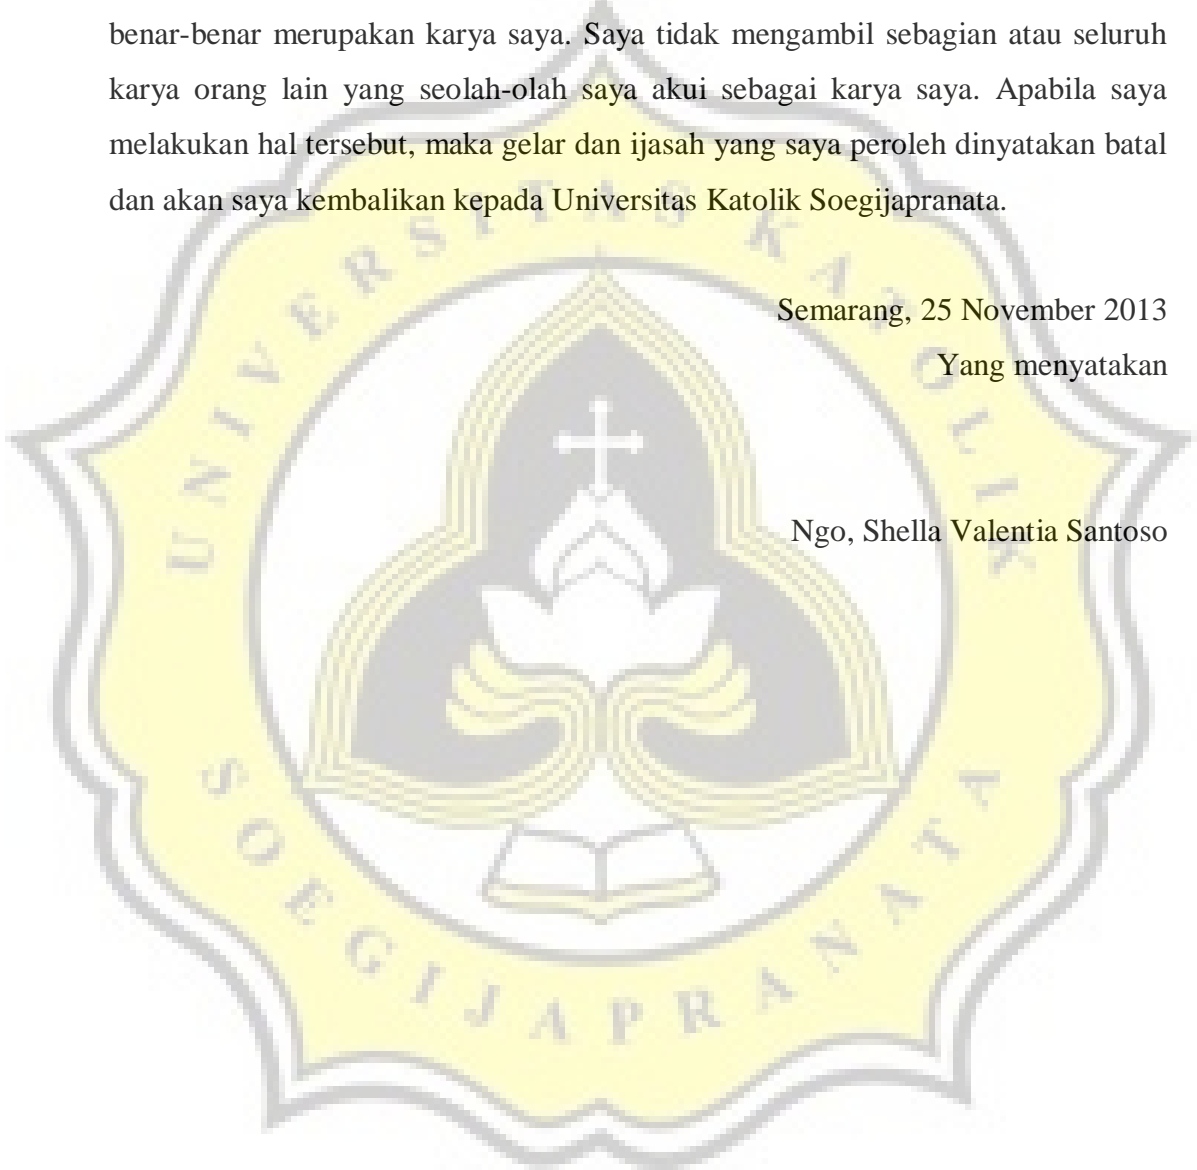 benar-benar merupakan karya saya. Saya tidak mengambil sebagian atau seluruh
karya orang lain yang seolah-olah saya akui sebagai karya saya. Apabila saya
melakukan hal tersebut, maka gelar dan ijasah yang saya peroleh dinyatakan batal
dan akan saya kembalikan kepada Universitas Katolik Soegijapranata.
Semarang, 25 November 2013
Yang menyatakan
Ngo, Shella Valentia Santoso
UNIVERSITAS KATOLIK
SOEGIJAPRANATA